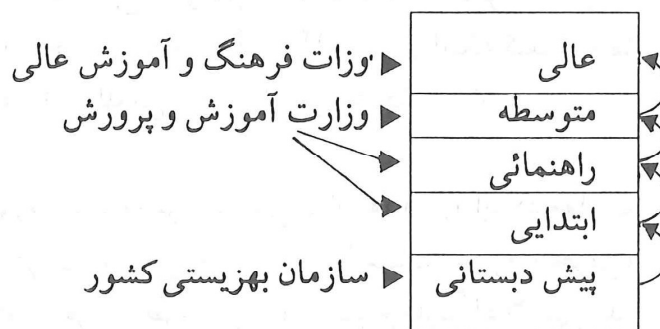 عالی
وزات فرهنگ و آموزش عالی
متوسطه
وزارت آموزش و پرورش
راهنمائی
ابتدایی
پیش دبستانی
سازمان بهزیستی کشور